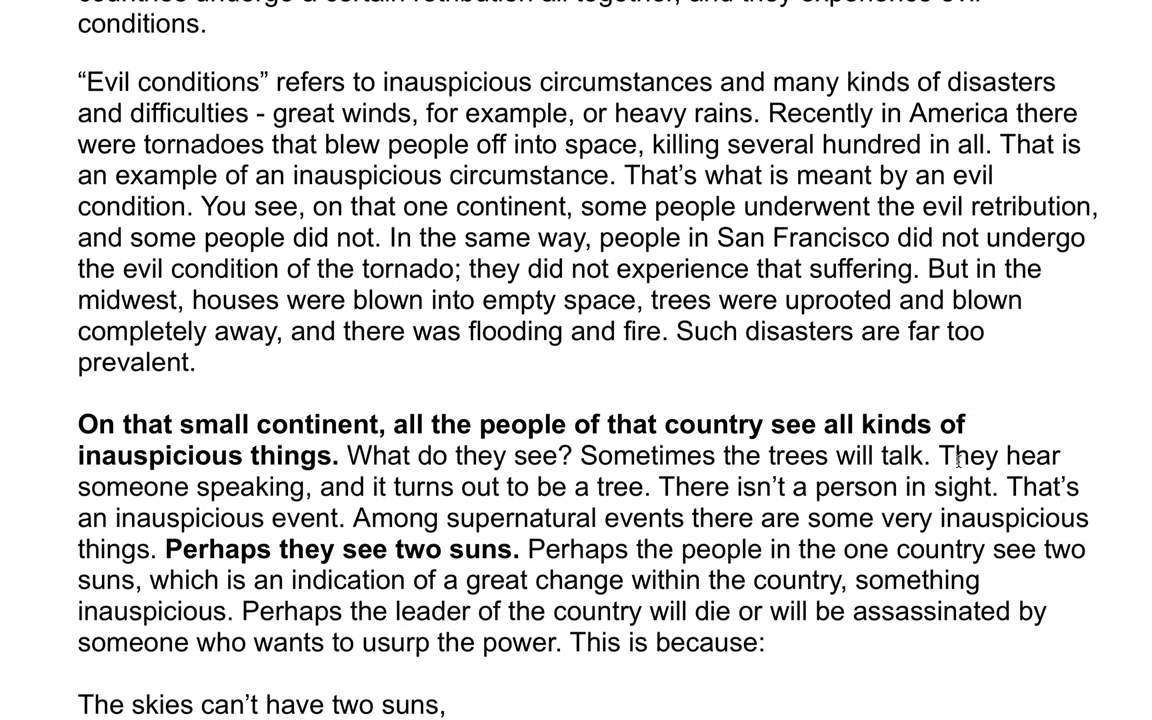 countries undergo a certain retribution all together, and they experience evil
conditions.
“Evil conditions” refers to inauspicious circumstances and many kinds of disasters
and difficulties - great winds, for example, or heavy rains. Recently in America there
were tornadoes that blew people off into space, killing several hundred in all. That is
an example of an inauspicious circumstance. That’s what is meant by an evil
condition. You see, on that one continent, some people underwent the evil retribution,
and some people did not. In the same way, people in San Francisco did not undergo
the evil condition of the tornado; they did not experience that suffering. But in the
midwest, houses were blown into empty space, trees were uprooted and blown
completely away, and there was flooding and fire. Such disasters are far too
prevalent.
On that small continent, all the people of that country see all kinds of
inauspicious things. What do they see? Sometimes the trees will talk. They hear
someone speaking, and it turns out to be a tree. There isn’t a person in sight. That’s
an inauspicious event. Among supernatural events there are some very inauspicious
things. Perhaps they see two suns. Perhaps the people in the one country see two
suns, which is an indication of a great change within the country, something
inauspicious. Perhaps the leader of the country will die or will be assassinated by
someone who wants to usurp the power. This is because:
The skies can’t have two suns,